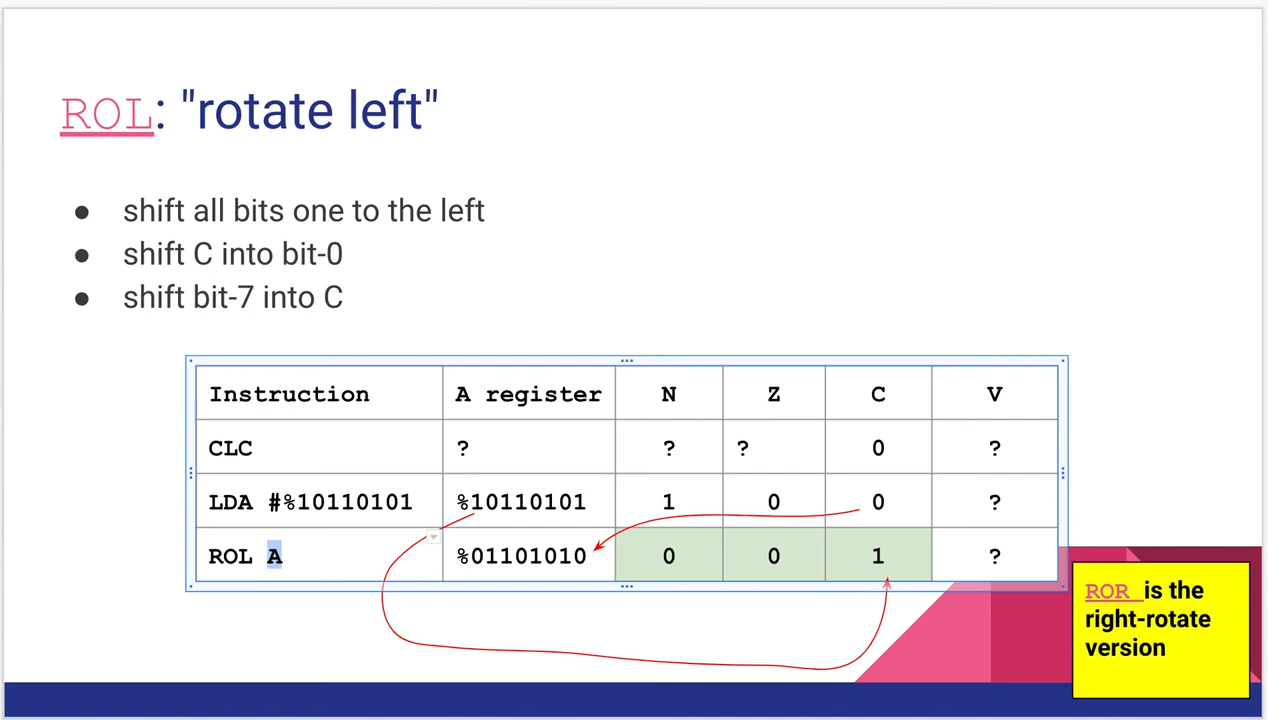 ROL: "rotate left"
● shift all bits one to the left
● shift C into bit-0
● shift bit-7 into C
Instruction A register N Z C V
CLC ? ? ? 0 ?
LDA #%10110101 %10110101 1 0 0 ?
ROL A %01101010 0 0 1 ?
ROR is the
right-rotate
version